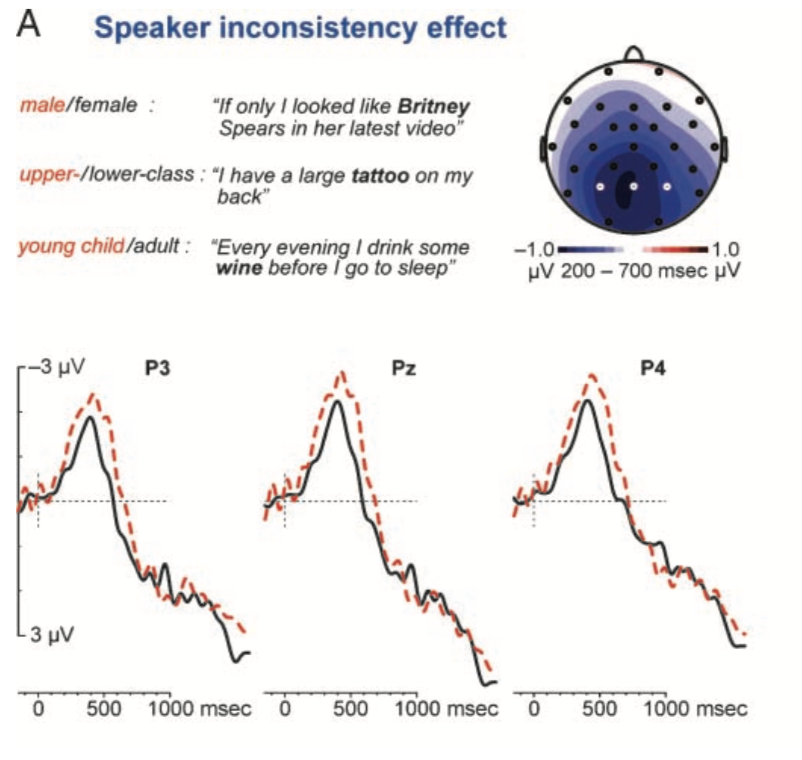 A
Speaker inconsistency effect
male/female :
“If only I looked like Britney
Spears in her latest video”
upper-/lower-class :
“I have a large tattoo on my
back”
young child/adult :
“Every evening I drink some
wine before I go to sleep”
–1.0
1.0
µV 200 – 700 msec µV
–3 µV
P3
Pz
P4
3 µV
0 500 1000 msec
0 500 1000 msec
0 500 1000 msec